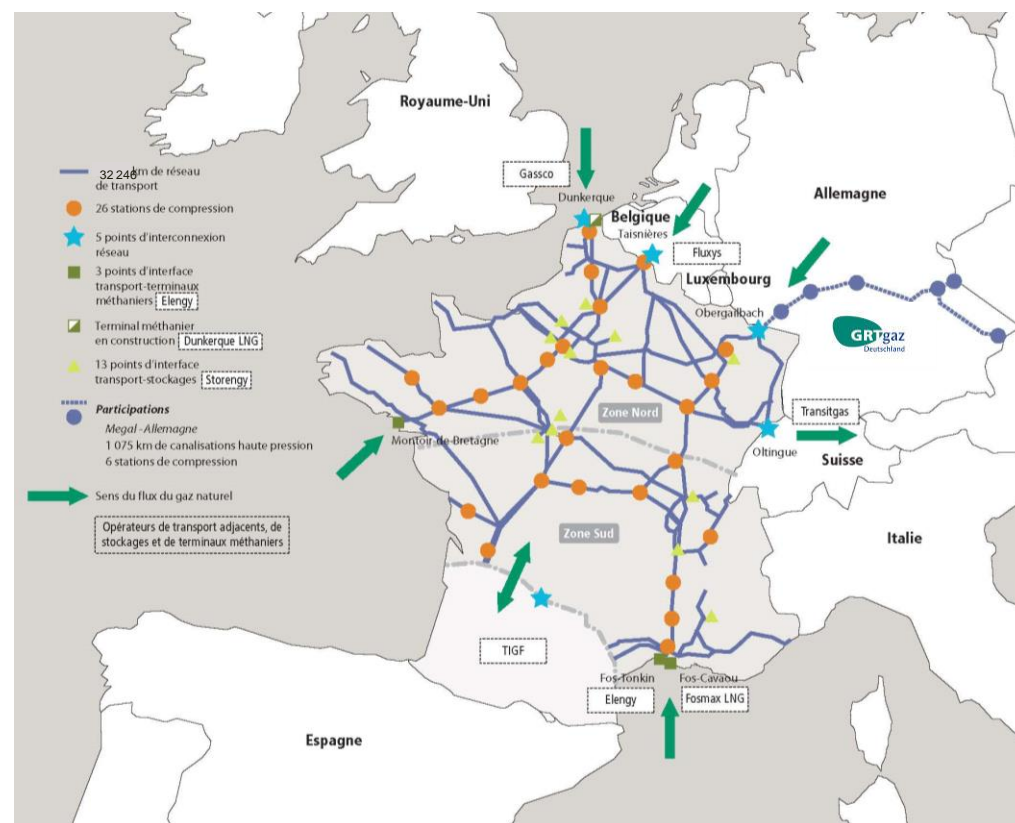 Royaume-Uni
32 246 km de réseau
de transport
26 stations de compression
5 points d'interconnexion
réseau
3 points d'interface
transport-terminaux
méthaniers Elengy
Terminal méthanier
en construction Dunkerque LNG
13 points d'interface
transport-stockages Storengy
Participations
Megal -Allemagne
1 075 km de canalisations haute pression
6 stations de compression
Sens du flux du gaz naturel
Opérateurs de transport adjacents, de
stockages et de terminaux méthaniers
Gassco
Dunkerque
Belgique
Taisnières
Fluxys
Allemagne
Luxembourg
Obergailbach
GRTgaz
Deutschland
Zone Nord
Transitgas
Montoir-de-Bretagne
Oltingue
Suisse
Zone Sud
Italie
TIGF
Fos-Tonkin
Elengy
Fos-Cavaou
Fosmax LNG
Espagne